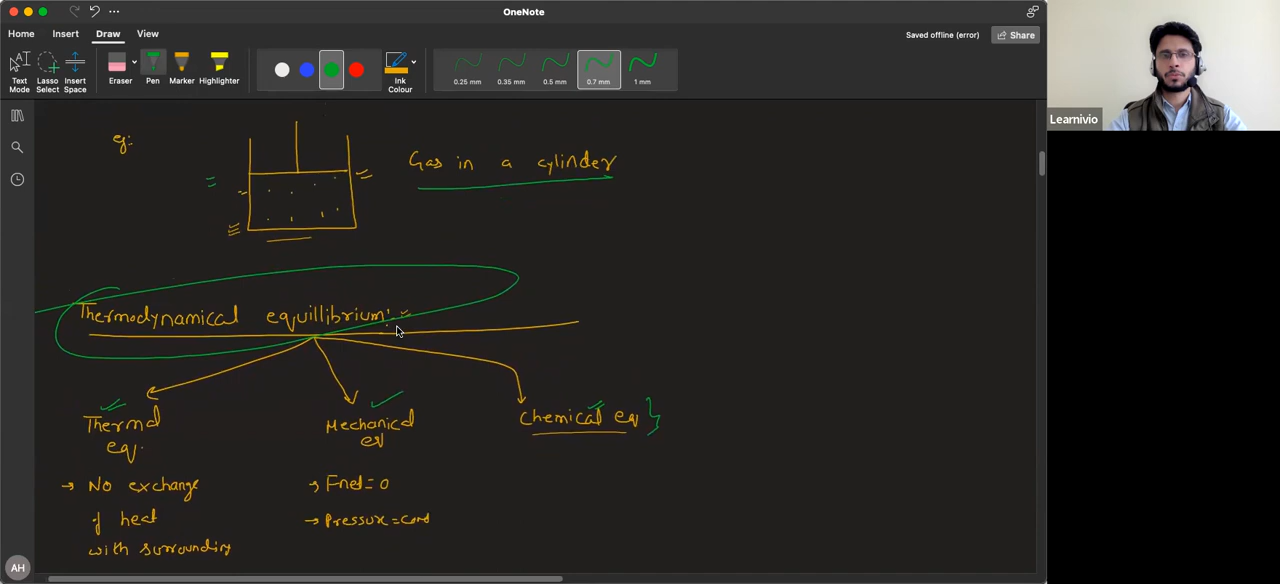 OneNote
Home Insert Draw View
Saved offline (error) Share
Text Mode Lasso Select Insert Space Eraser Pen Marker Highlighter Ink Colour 0.25 mm 0.35 mm 0.5 mm 0.7 mm 1 mm
Learnivio
eg:
Gas in a cylinder
Thermodynamical equillibrium:-
Thermal eq.
Mechanical eq
Chemical eq
→ No exchange
of heat
with surrounding
→ Fnet = 0
→ Pressure = const
AH